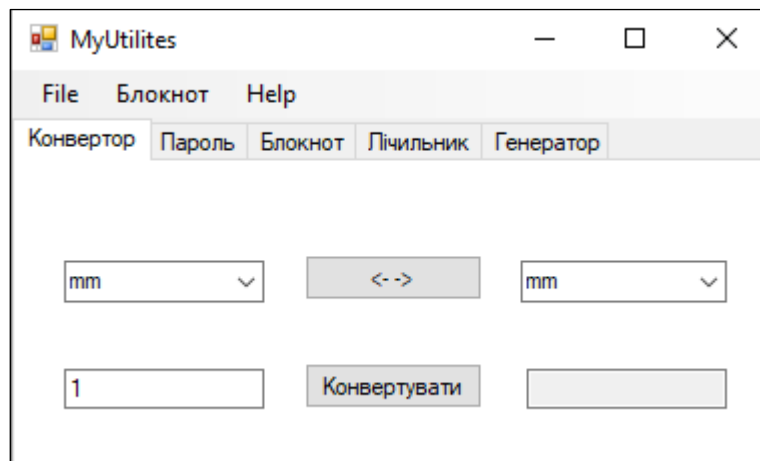 MyUtilites
File Блокнот Help
Конвертор Пароль Блокнот Лічильник Генератор
mm <- -> mm
1 Конвертувати